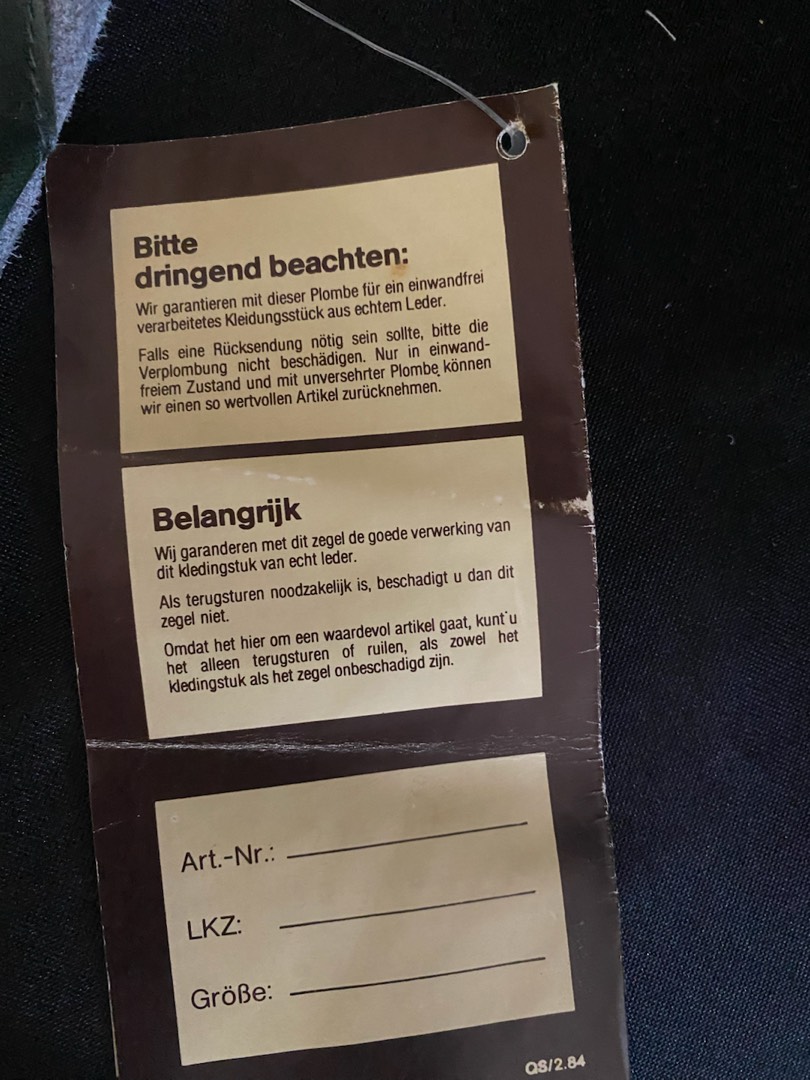 Bitte
dringend beachten:
Wir garantieren mit dieser Plombe für ein einwandfrei
verarbeitetes Kleidungsstück aus echtem Leder.
Falls eine Rücksendung nötig sein sollte, bitte die
Verplombung nicht beschädigen. Nur in einwand-
freiem Zustand und mit unversehrter Plombe können
wir einen so wertvollen Artikel zurücknehmen.
Belangrijk
Wij garanderen met dit zegel de goede verwerking van
dit kledingstuk van echt leder.
Als terugsturen noodzakelijk is, beschadigt u dan dit
zegel niet.
Omdat het hier om een waardevol artikel gaat, kunt u
het alleen terugsturen of ruilen, als zowel het
kledingstuk als het zegel onbeschadigd zijn.
Art.-Nr.:
LKZ:
Größe:
QS/2.84